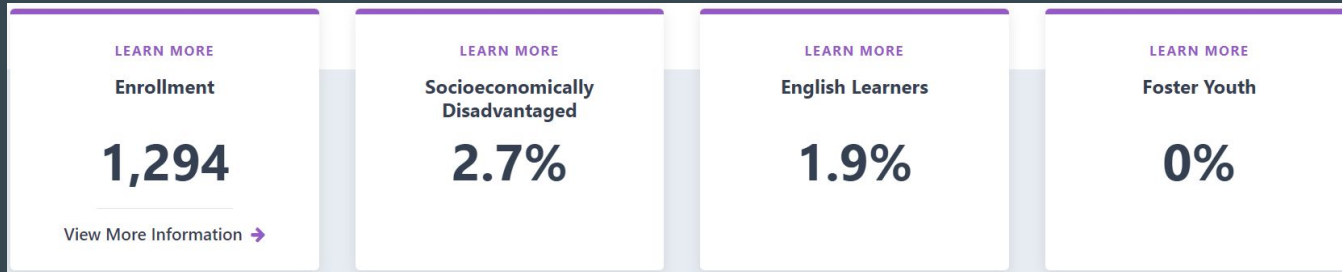 LEARN MORE
Enrollment
1,294
View More Information
LEARN MORE
Socioeconomically
Disadvantaged
2.7%
LEARN MORE
English Learners
1.9%
LEARN MORE
Foster Youth
0%